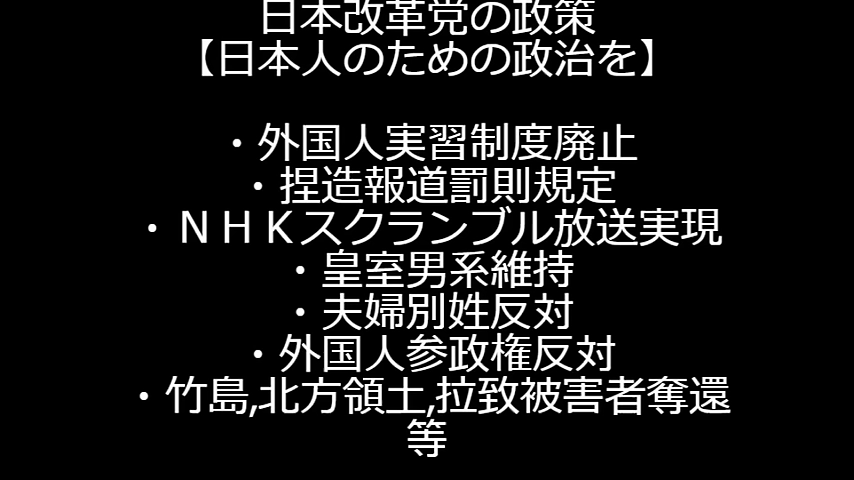 日本改革党の政策
【日本人のための政治を】
・外国人実習制度廃止
・捏造報道罰則規定
・ＮＨＫスクランブル放送実現
・皇室男系維持
・夫婦別姓反対
・外国人参政権反対
・竹島,北方領土,拉致被害者奪還
等